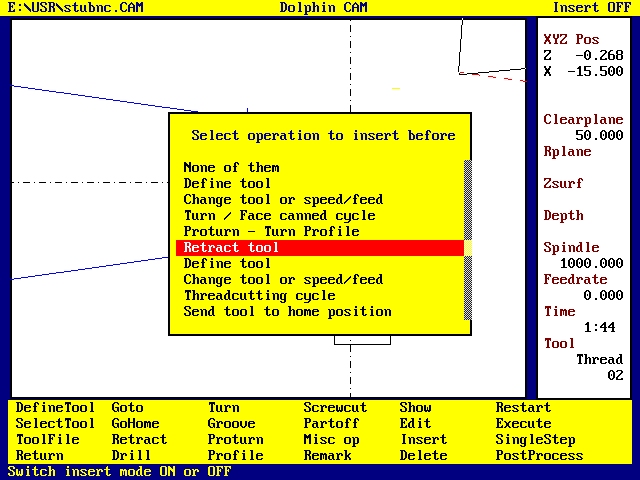 E:\USR\stubnc.CAM Dolphin CAM Insert OFF
XYZ Pos
Z -0.268
X -15.500
Clearplane
50.000
Rplane
Zsurf
Depth
Spindle
1000.000
Feedrate
0.000
Time
1:44
Tool
Thread
02
Select operation to insert before
None of them
Define tool
Change tool or speed/feed
Turn / Face canned cycle
Proturn - Turn Profile
Retract tool
Define tool
Change tool or speed/feed
Threadcutting cycle
Send tool to home position
DefineTool Goto Turn Screwcut Show Restart
SelectTool GoHome Groove Partoff Edit Execute
ToolFile Retract Proturn Misc op Insert SingleStep
Return Drill Profile Remark Delete PostProcess
Switch insert mode ON or OFF